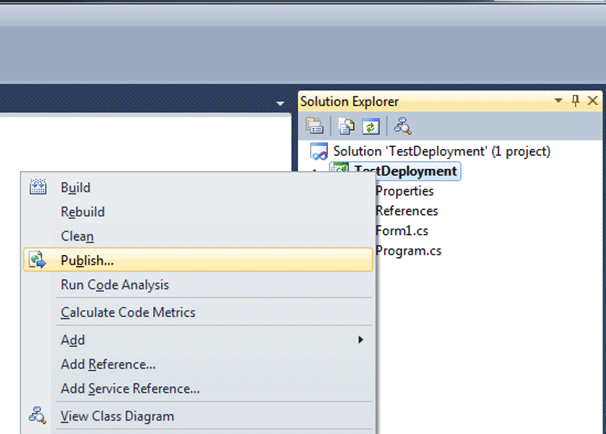 Solution Explorer
Solution 'TestDeployment' (1 project)
TestDeployment
Properties
References
Form1.cs
Program.cs
Build
Rebuild
Clean
Publish...
Run Code Analysis
Calculate Code Metrics
Add
Add Reference...
Add Service Reference...
View Class Diagram